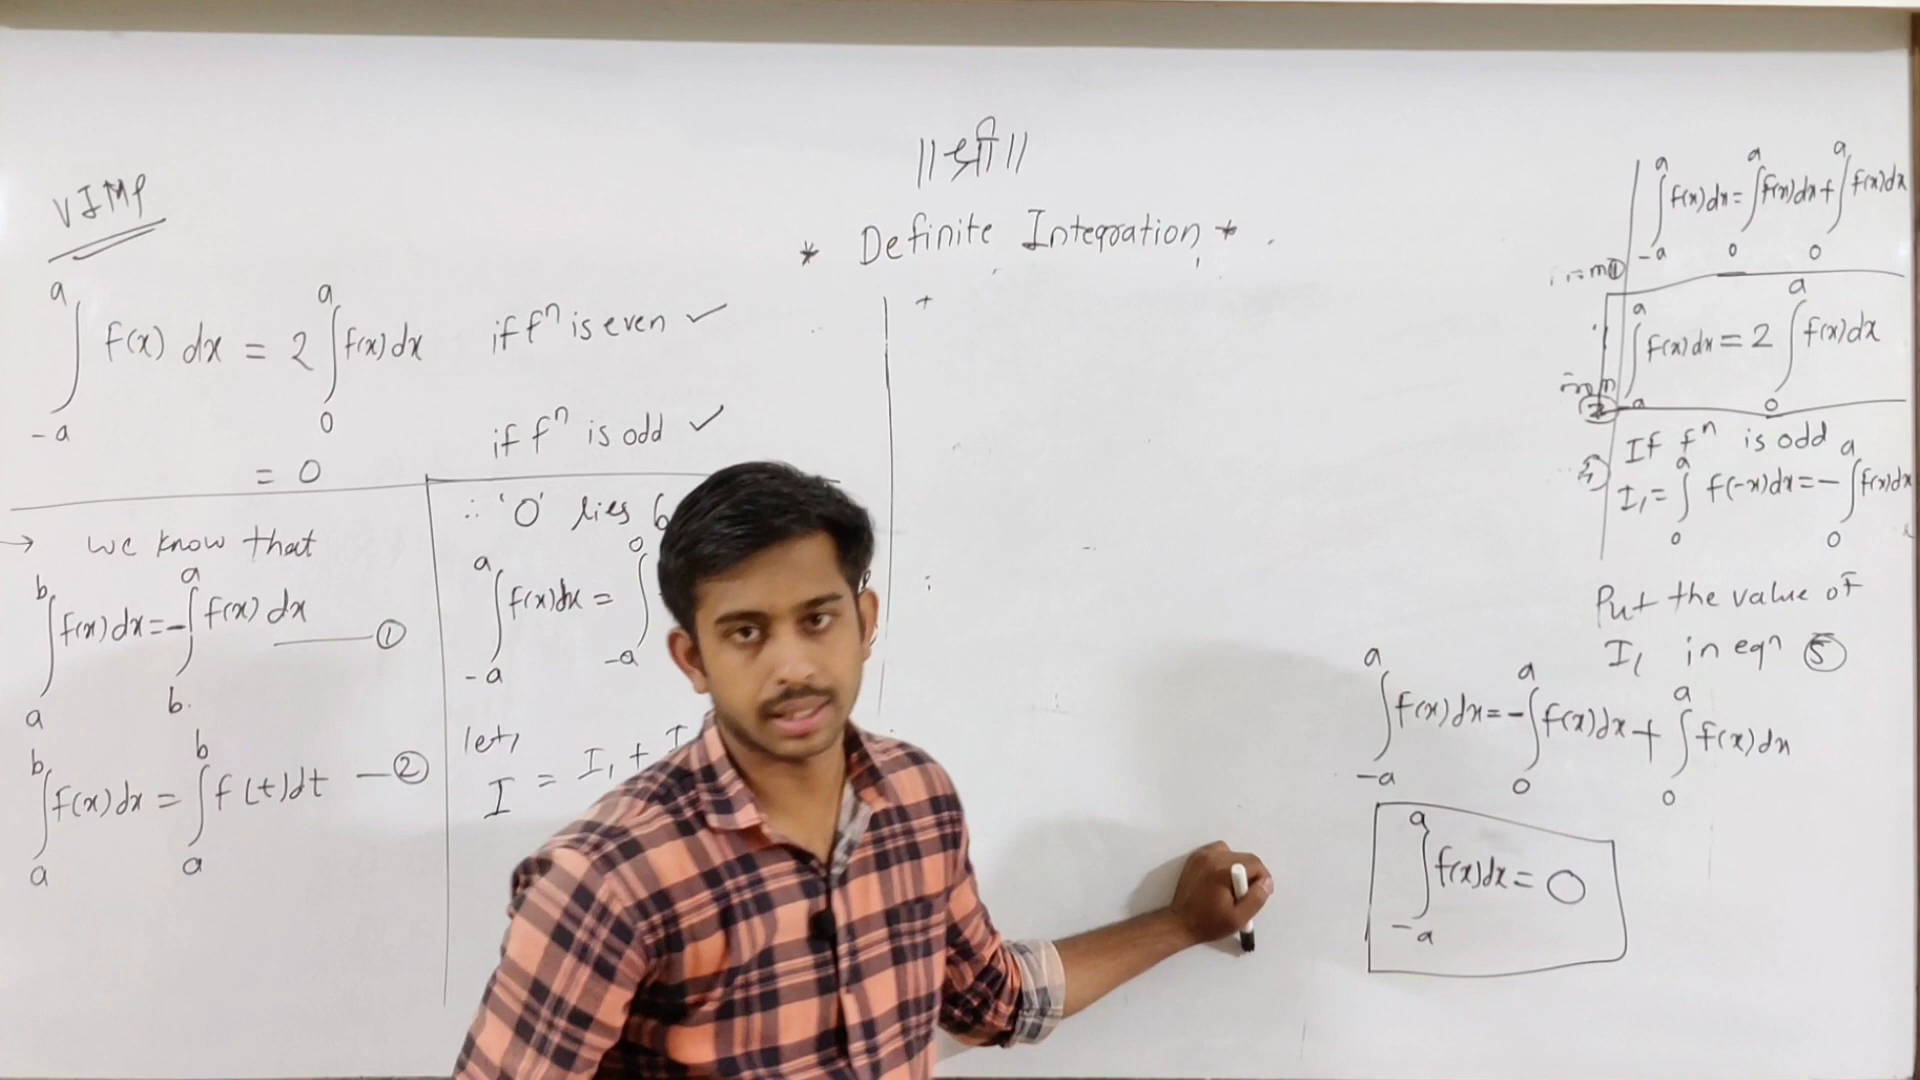 ॥ श्री ॥
* Definite Integration *
VIMP
∫_{-a}^{a} f(x) dx = 2 ∫_{0}^{a} f(x) dx if fⁿ is even ✓
= 0 if fⁿ is odd ✓
→ we know that
∫_{a}^{b} f(x) dx = - ∫_{b}^{a} f(x) dx —— ①
∫_{a}^{b} f(x) dx = ∫_{a}^{b} f(t) dt — ②
∴ 'O' lies
∫_{-a}^{a} f(x) dx = ∫_{-a}^{0}
let,
I = I₁ +
∫_{-a}^{a} f(x) dx = ∫_{0}^{a} f(x) dx + ∫_{0}^{a} f(x) dx
∫_{-a}^{a} f(x) dx = 2 ∫_{0}^{a} f(x) dx
If fⁿ is odd
I₁ = ∫_{0}^{a} f(-x) dx = - ∫_{0}^{a} f(x) dx
Put the value of
I₁ in eqn ⑤
∫_{-a}^{a} f(x) dx = - ∫_{0}^{a} f(x) dx + ∫_{0}^{a} f(x) dx
∫_{-a}^{a} f(x) dx = 0